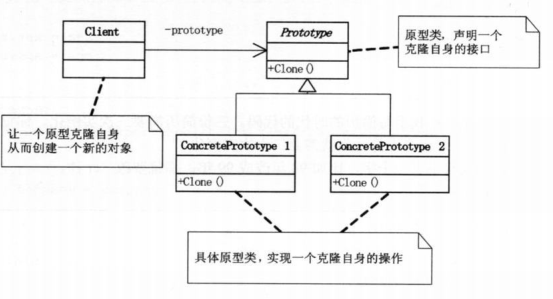 Client
-prototype
Prototype
+Clone()
原型类，声明一个
克隆自身的接口
让一个原型克隆自身
从而创建一个新的对象
ConcretePrototype 1
+Clone()
ConcretePrototype 2
+Clone()
具体原型类，实现一个克隆自身的操作